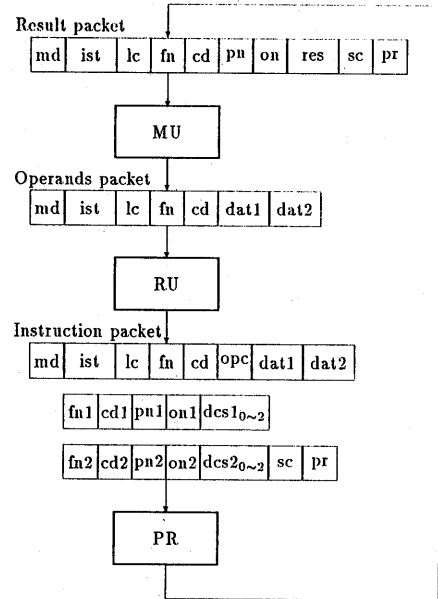 Result packet
md ist lc fn cd pn on res sc pr
MU
Operands packet
md ist lc fn cd dat1 dat2
RU
Instruction packet
md ist lc fn cd opc dat1 dat2
fn1 cd1 pn1 on1 dcs1₀~₂
fn2 cd2 pn2 on2 dcs2₀~₂ sc pr
PR